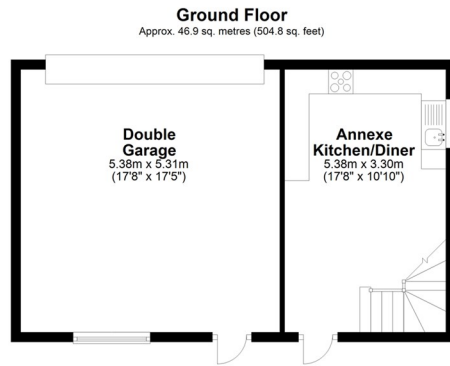 Ground Floor
Approx. 46.9 sq. metres (504.8 sq. feet)
Double
Garage
5.38m x 5.31m
(17'8" x 17'5")
Annexe
Kitchen/Diner
5.38m x 3.30m
(17'8" x 10'10")